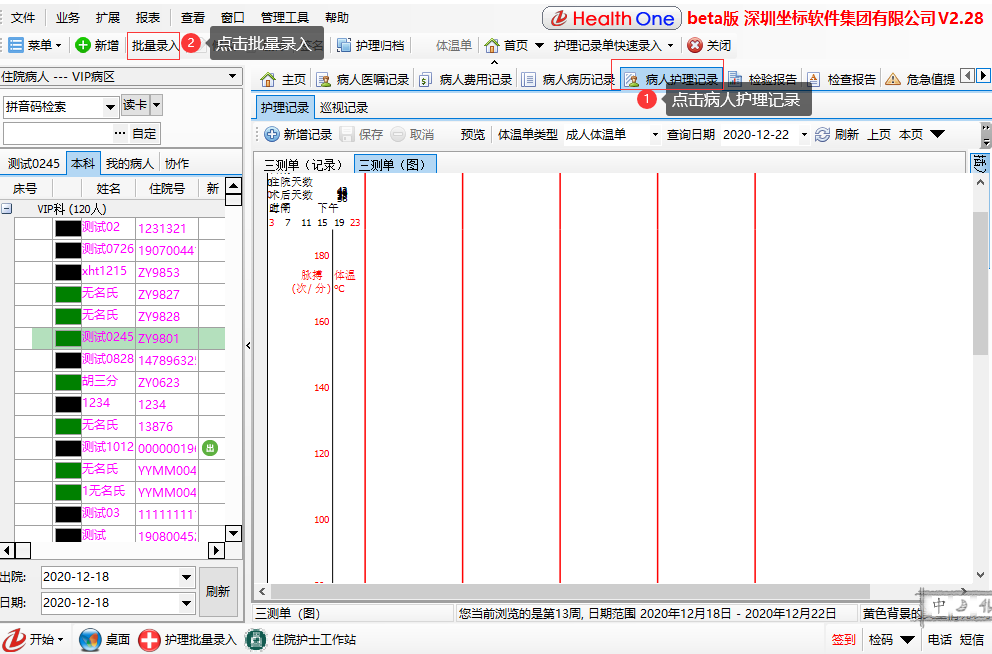 文件 业务 扩展 报表 查看 窗口 管理工具 帮助
Health One beta版 深圳坐标软件集团有限公司 V2.28
菜单 新增 批量录入 2 点击批量录入 护理归档 体温单 首页 护理记录单快速录入 关闭
住院病人 --- VIP病区
主页 病人医嘱记录 病人费用记录 病人病历记录 病人护理记录 检验报告 检查报告 危急值提
拼音码检索 读卡
1 点击病人护理记录
护理记录 巡视记录
... 自定
新增记录 保存 取消 预览 体温单类型 成人体温单 查询日期 2020-12-22 刷新 上页 本页
测试0245 本科 我的病人 协作
三测单（记录） 三测单（图）
床号 姓名 住院号 新
VIP科 (120人)
测试02 1231321
测试0726 19070044
xht1215 ZY9853
无名氏 ZY9827
无名氏 ZY9828
测试0245 ZY9801
测试0828 14789632
胡三分 ZY0623
1234 1234
无名氏 13876
测试1012 00000019 出
无名氏 YYMM004
1无名氏 YYMM004
测试03 11111111
测试 19080045
住院天数
术后天数
时间 下午
3 7 11 15 19 23
180
脉搏 体温
(次/分) ℃
160
140
120
100
出院: 2020-12-18
日期: 2020-12-18
刷新
三测单（图） 您当前浏览的是第13周, 日期范围 2020年12月18日 - 2020年12月22日 黄色背景的
中
开始 桌面 护理批量录入 住院护士工作站 签到 检码 电话 短信